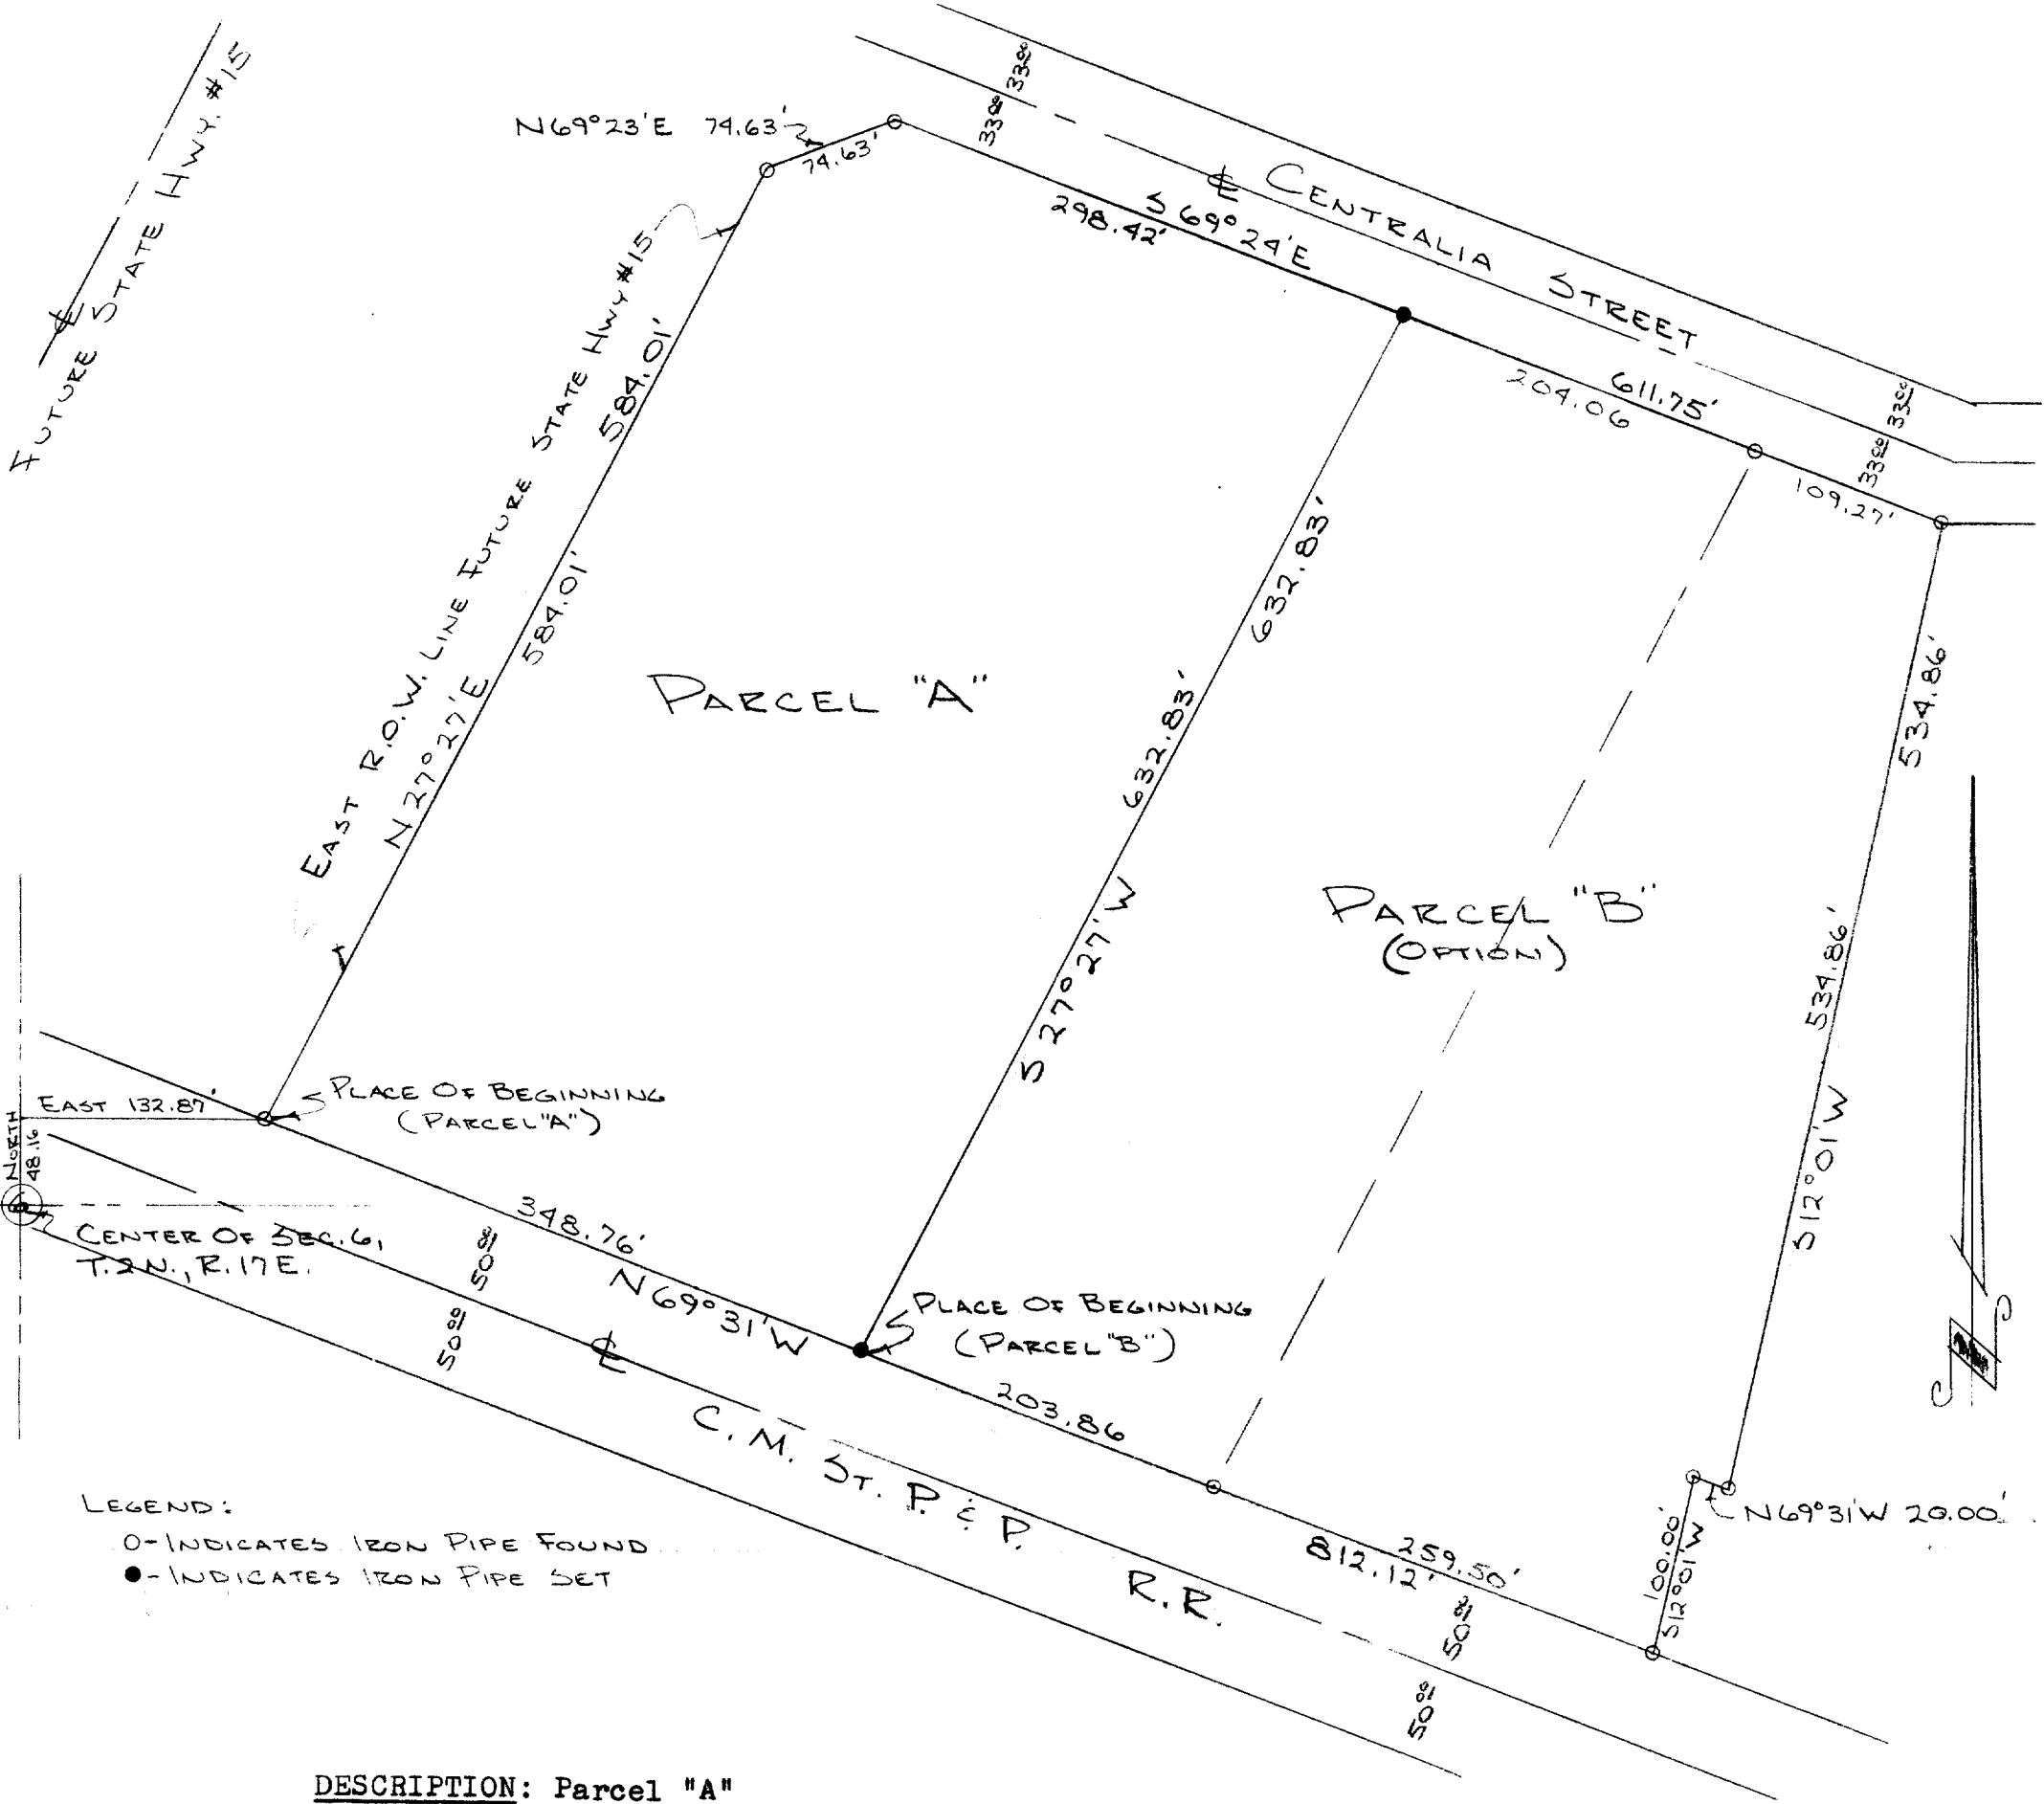 FUTURE STATE HWY. #15
N69°23'E 74.63'
74.63'
33.00 33.00
℄ CENTRALIA STREET
S 69°24'E
298.42'
611.75'
204.06
33.00 33.00
109.27'
EAST R.O.W. LINE FUTURE STATE HWY #15
584.01'
584.01'
N 27°27'E
PARCEL "A"
632.83'
632.83'
S 27°27'W
PARCEL "B"
(OPTION)
534.86'
534.86'
S12°01'W
EAST 132.87'
NORTH
48.16
PLACE OF BEGINNING
(PARCEL "A")
CENTER OF SEC. 6,
T.2N., R.17E.
348.76'
N69°31'W
50.00 50.00
℄
PLACE OF BEGINNING
(PARCEL "B")
203.86
C. M. ST. P. & P. R.R.
259.50'
812.12'
50.00 50.00
100.00'
S12°01'W
N69°31'W 20.00'
N
LEGEND:
O-INDICATES IRON PIPE FOUND
●-INDICATES IRON PIPE SET
DESCRIPTION: Parcel "A"